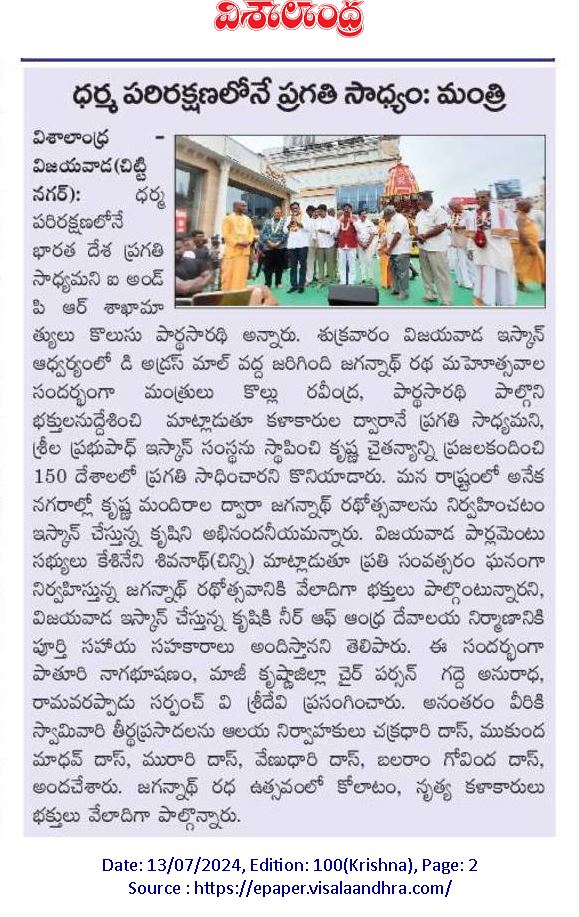 విశాలాంధ్ర
ధర్మ పరిరక్షణలోనే ప్రగతి సాధ్యం: మంత్రి
విశాలాంధ్ర -
విజయవాడ(చిట్టి
నగర్): ధర్మ
పరిరక్షణలోనే
భారత దేశ ప్రగతి
సాధ్యమని ఐ అండ్
పి ఆర్ శాఖామా
త్యులు కొలుసు పార్థసారథి అన్నారు. శుక్రవారం విజయవాడ ఇస్కాన్
ఆధ్వర్యంలో డి అడ్రస్ మాల్ వద్ద జరిగింది జగన్నాథ్ రథ మహెూత్సవాల
సందర్భంగా మంత్రులు కొల్లు రవీంద్ర, పార్థసారథి పాల్గొని
భక్తులనుద్దేశించి మాట్లాడుతూ కళాకారుల ద్వారానే ప్రగతి సాధ్యమని,
శ్రీల ప్రభుపాధ్ ఇస్కాన్ సంస్థను స్థాపించి కృష్ణ చైతన్యాన్ని ప్రజలకందించి
150 దేశాలలో ప్రగతి సాధించారని కొనియాడారు. మన రాష్ట్రంలో అనేక
నగరాల్లో కృష్ణ మందిరాల ద్వారా జగన్నాథ్ రథోత్సవాలను నిర్వహించటం
ఇస్కాన్ చేస్తున్న కృషిని అభినందనీయమన్నారు. విజయవాడ పార్లమెంటు
సభ్యులు కేశినేని శివనాథ్(చిన్ని) మాట్లాడుతూ ప్రతి సంవత్సరం ఘనంగా
నిర్వహిస్తున్న జగన్నాథ్ రథోత్సవానికి వేలాదిగా భక్తులు పాల్గొంటున్నారని,
విజయవాడ ఇస్కాన్ చేస్తున్న కృషికి నీర్ ఆఫ్ ఆంధ్ర దేవాలయ నిర్మాణానికి
పూర్తి సహాయ సహకారాలు అందిస్తానని తెలిపారు. ఈ సందర్భంగా
పాతూరి నాగభూషణం, మాజీ కృష్ణాజిల్లా చైర్ పర్సన్ గద్దె అనురాధ,
రామవరప్పాడు సర్పంచ్ వి శ్రీదేవి ప్రసంగించారు. అనంతరం వీరికి
స్వామివారి తీర్థప్రసాదలను ఆలయ నిర్వాహకులు చక్రధారి దాస్, ముకుంద
మాధవ్ దాస్, మురారి దాస్, వేణుధారి దాస్, బలరాం గోవింద దాస్,
అందచేశారు. జగన్నాథ్ రధ ఉత్సవంలో కోలాటం, నృత్య కళాకారులు
భక్తులు వేలాదిగా పాల్గొన్నారు.
Date: 13/07/2024, Edition: 100(Krishna), Page: 2
Source : https://epaper.visalaandhra.com/